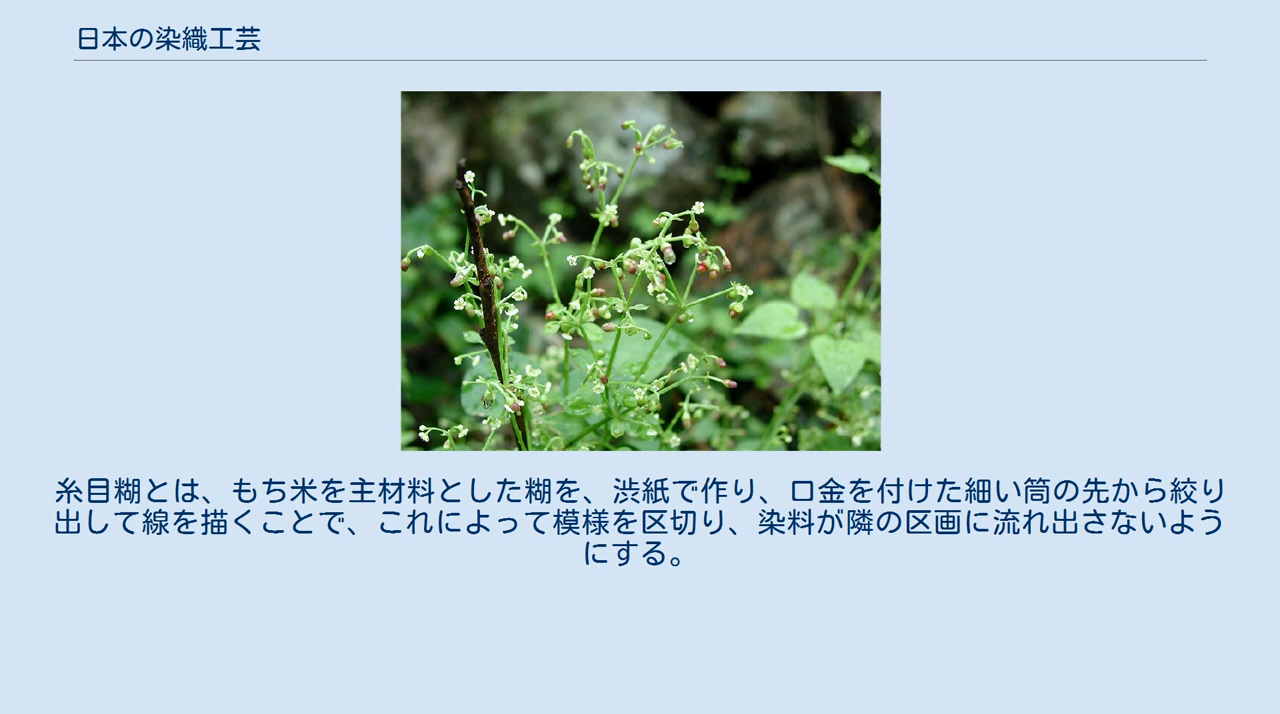 日本の染織工芸
糸目糊とは、もち米を主材料とした糊を、渋紙で作り、口金を付けた細い筒の先から絞り
出して線を描くことで、これによって模様を区切り、染料が隣の区画に流れ出さないよう
にする。